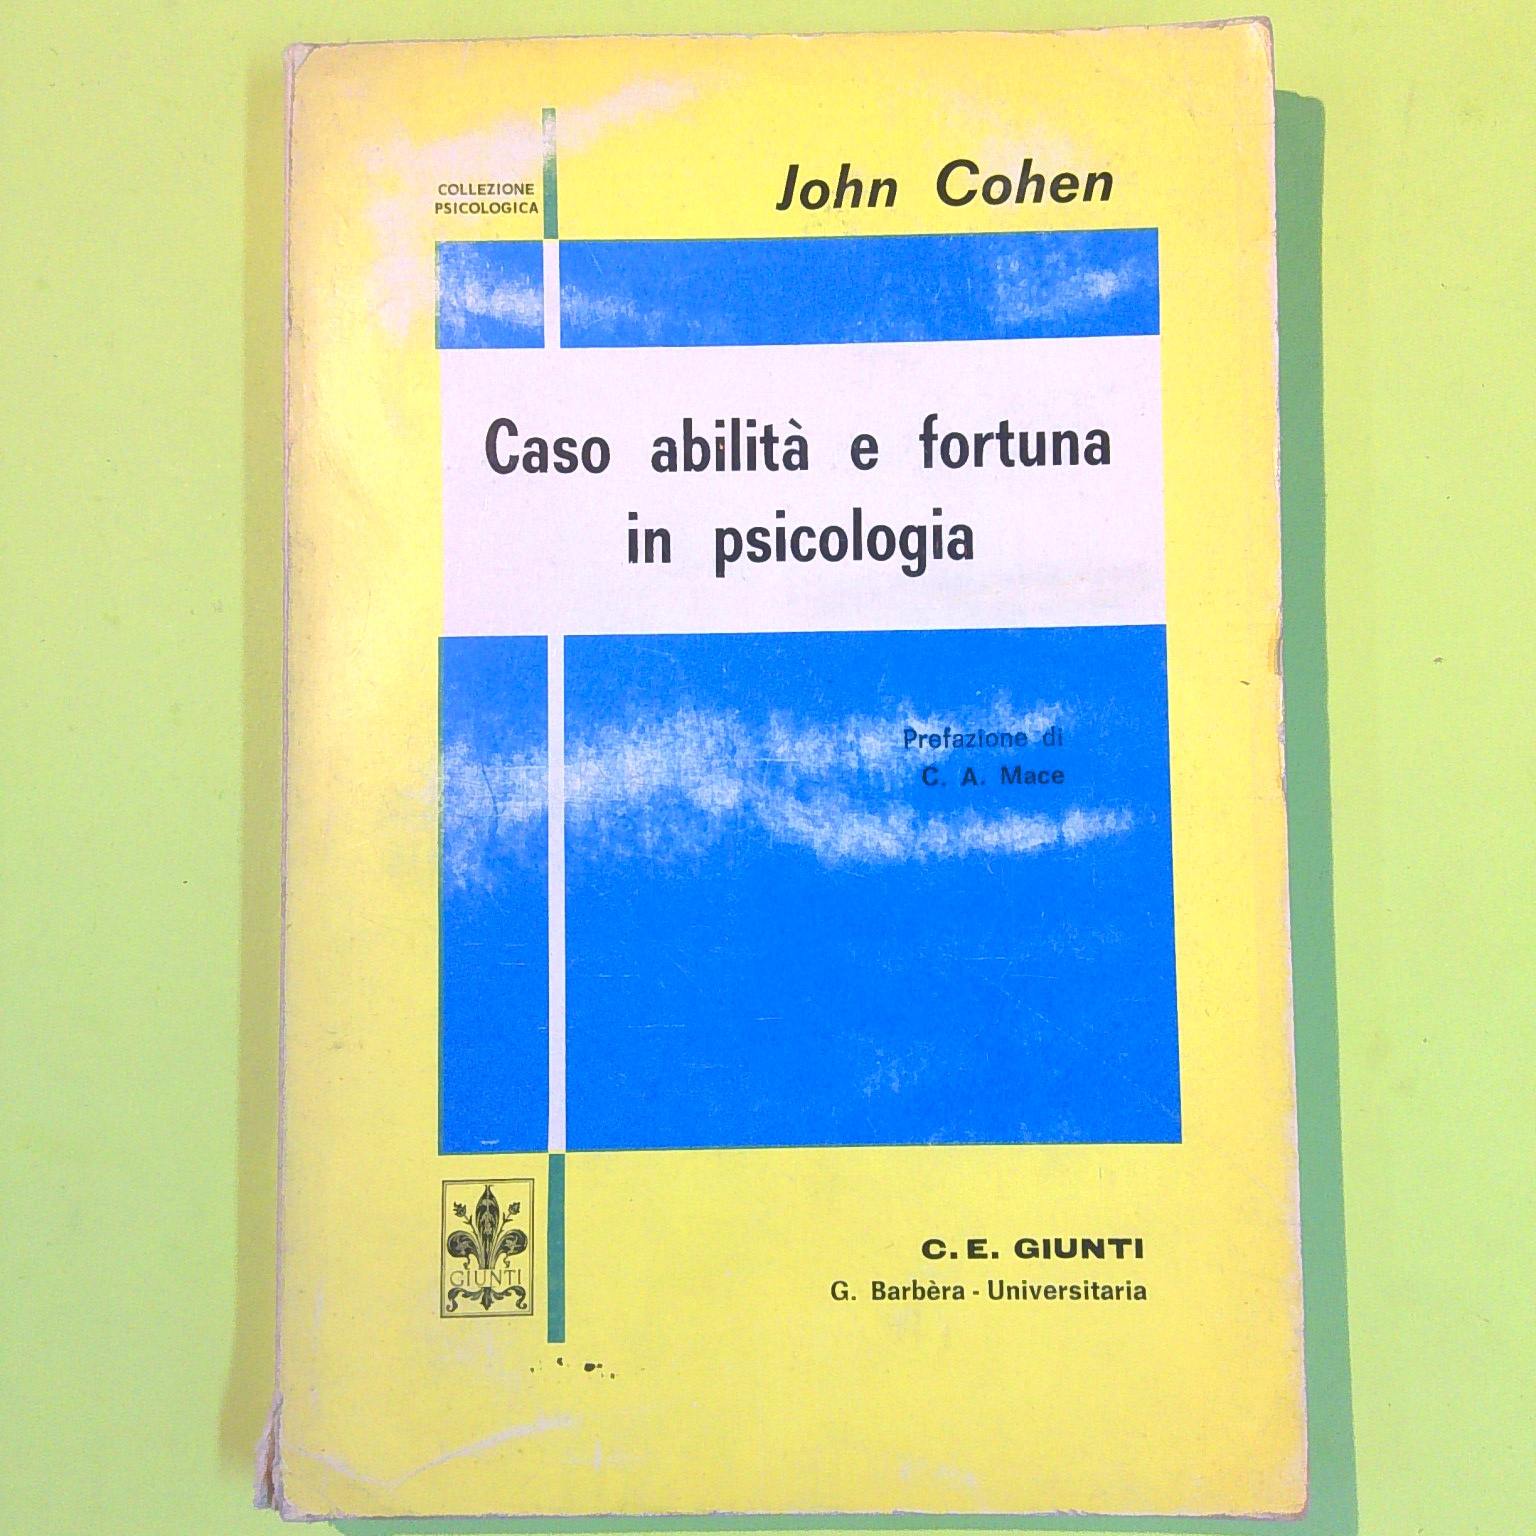 COLLEZIONE
PSICOLOGICA
John Cohen
Caso abilità e fortuna
in psicologia
Prefazione di
C. A. Mace
GIUNTI
C. E. GIUNTI
G. Barbèra - Universitaria